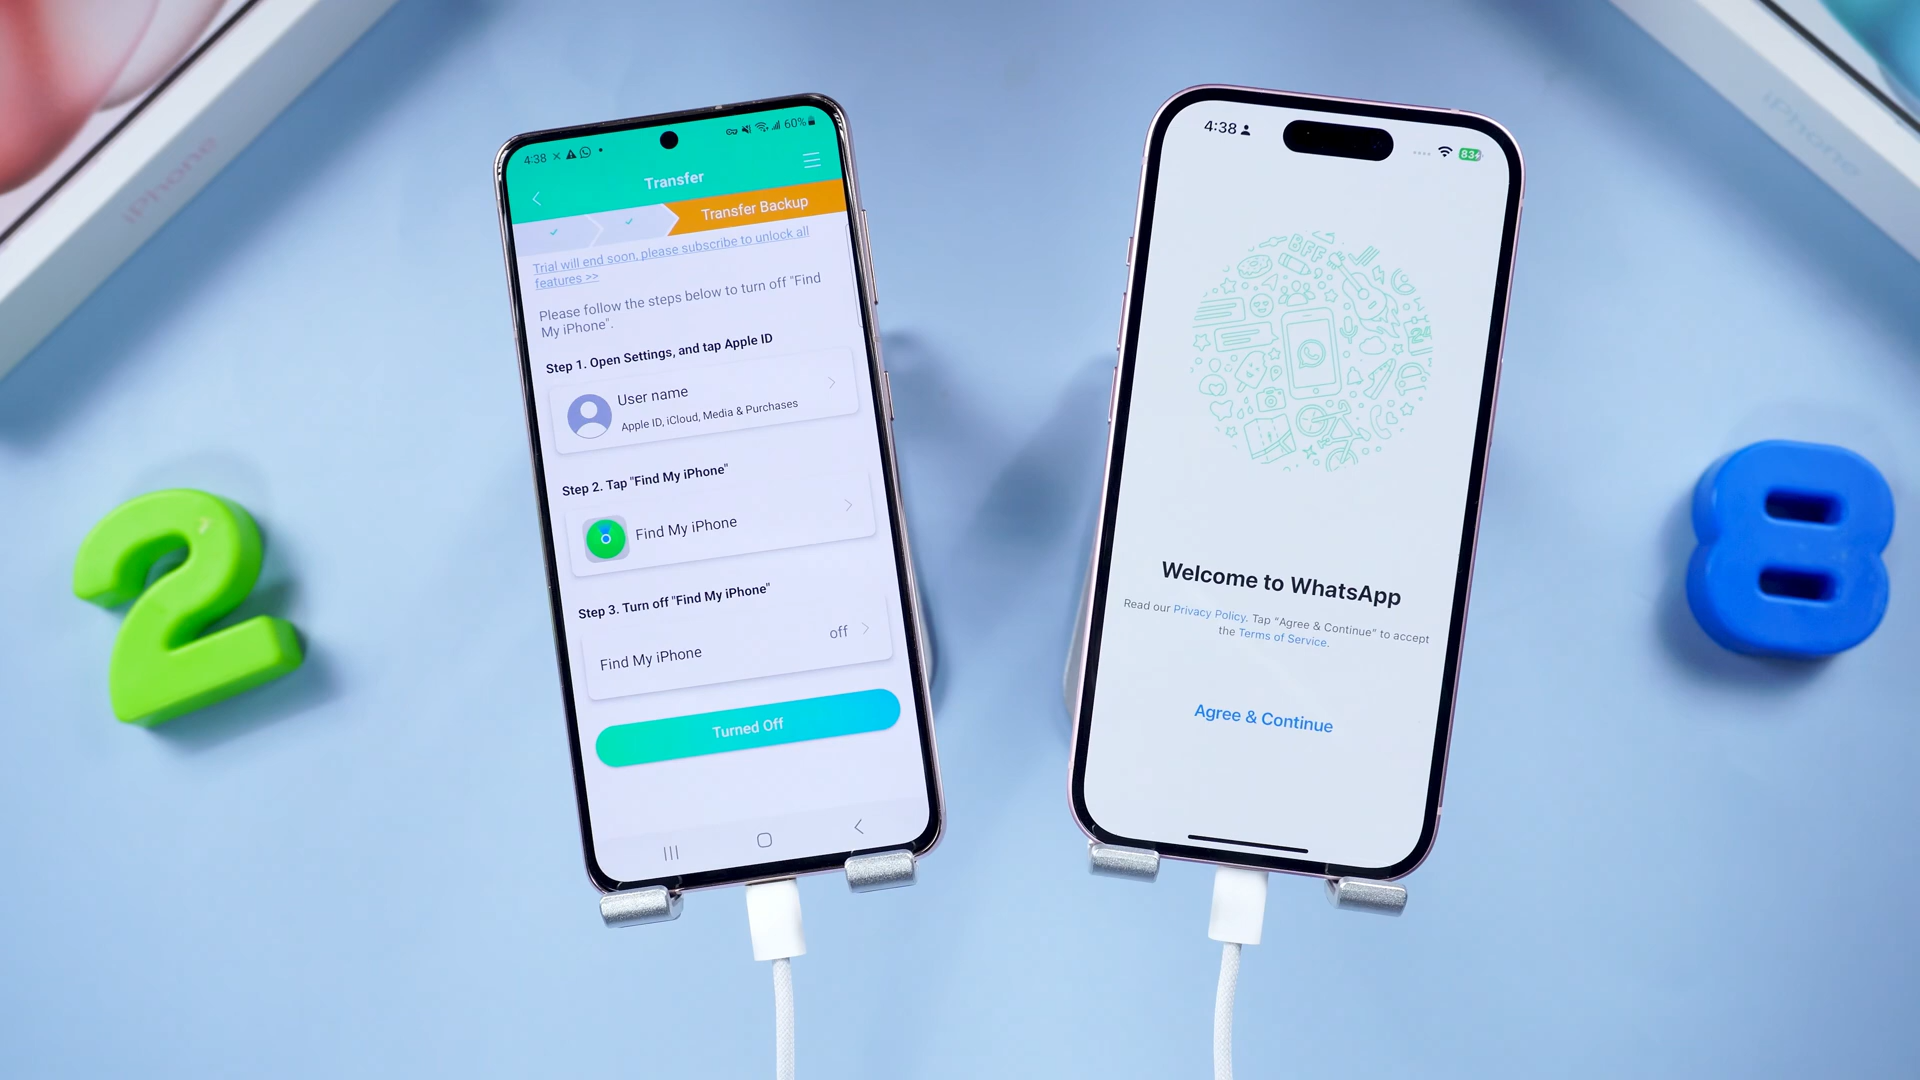 iphone
4:38
60%
Transfer
Transfer Backup
Trial will end soon, please subscribe to unlock all
features >>
Please follow the steps below to turn off "Find
My iPhone".
Step 1. Open Settings, and tap Apple ID
User name
Apple ID, iCloud, Media & Purchases
Step 2. Tap "Find My iPhone"
Find My iPhone
Step 3. Turn off "Find My iPhone"
off
Find My iPhone
Turned Off
4:38
83
BFF
Welcome to WhatsApp
Read our Privacy Policy. Tap "Agree & Continue" to accept
the Terms of Service.
Agree & Continue
iPhone
2
8